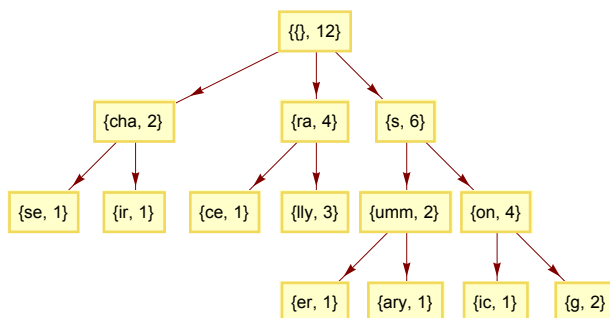 {{}, 12}
{cha, 2} {ra, 4} {s, 6}
{se, 1} {ir, 1} {ce, 1} {lly, 3} {umm, 2} {on, 4}
{er, 1} {ary, 1} {ic, 1} {g, 2}